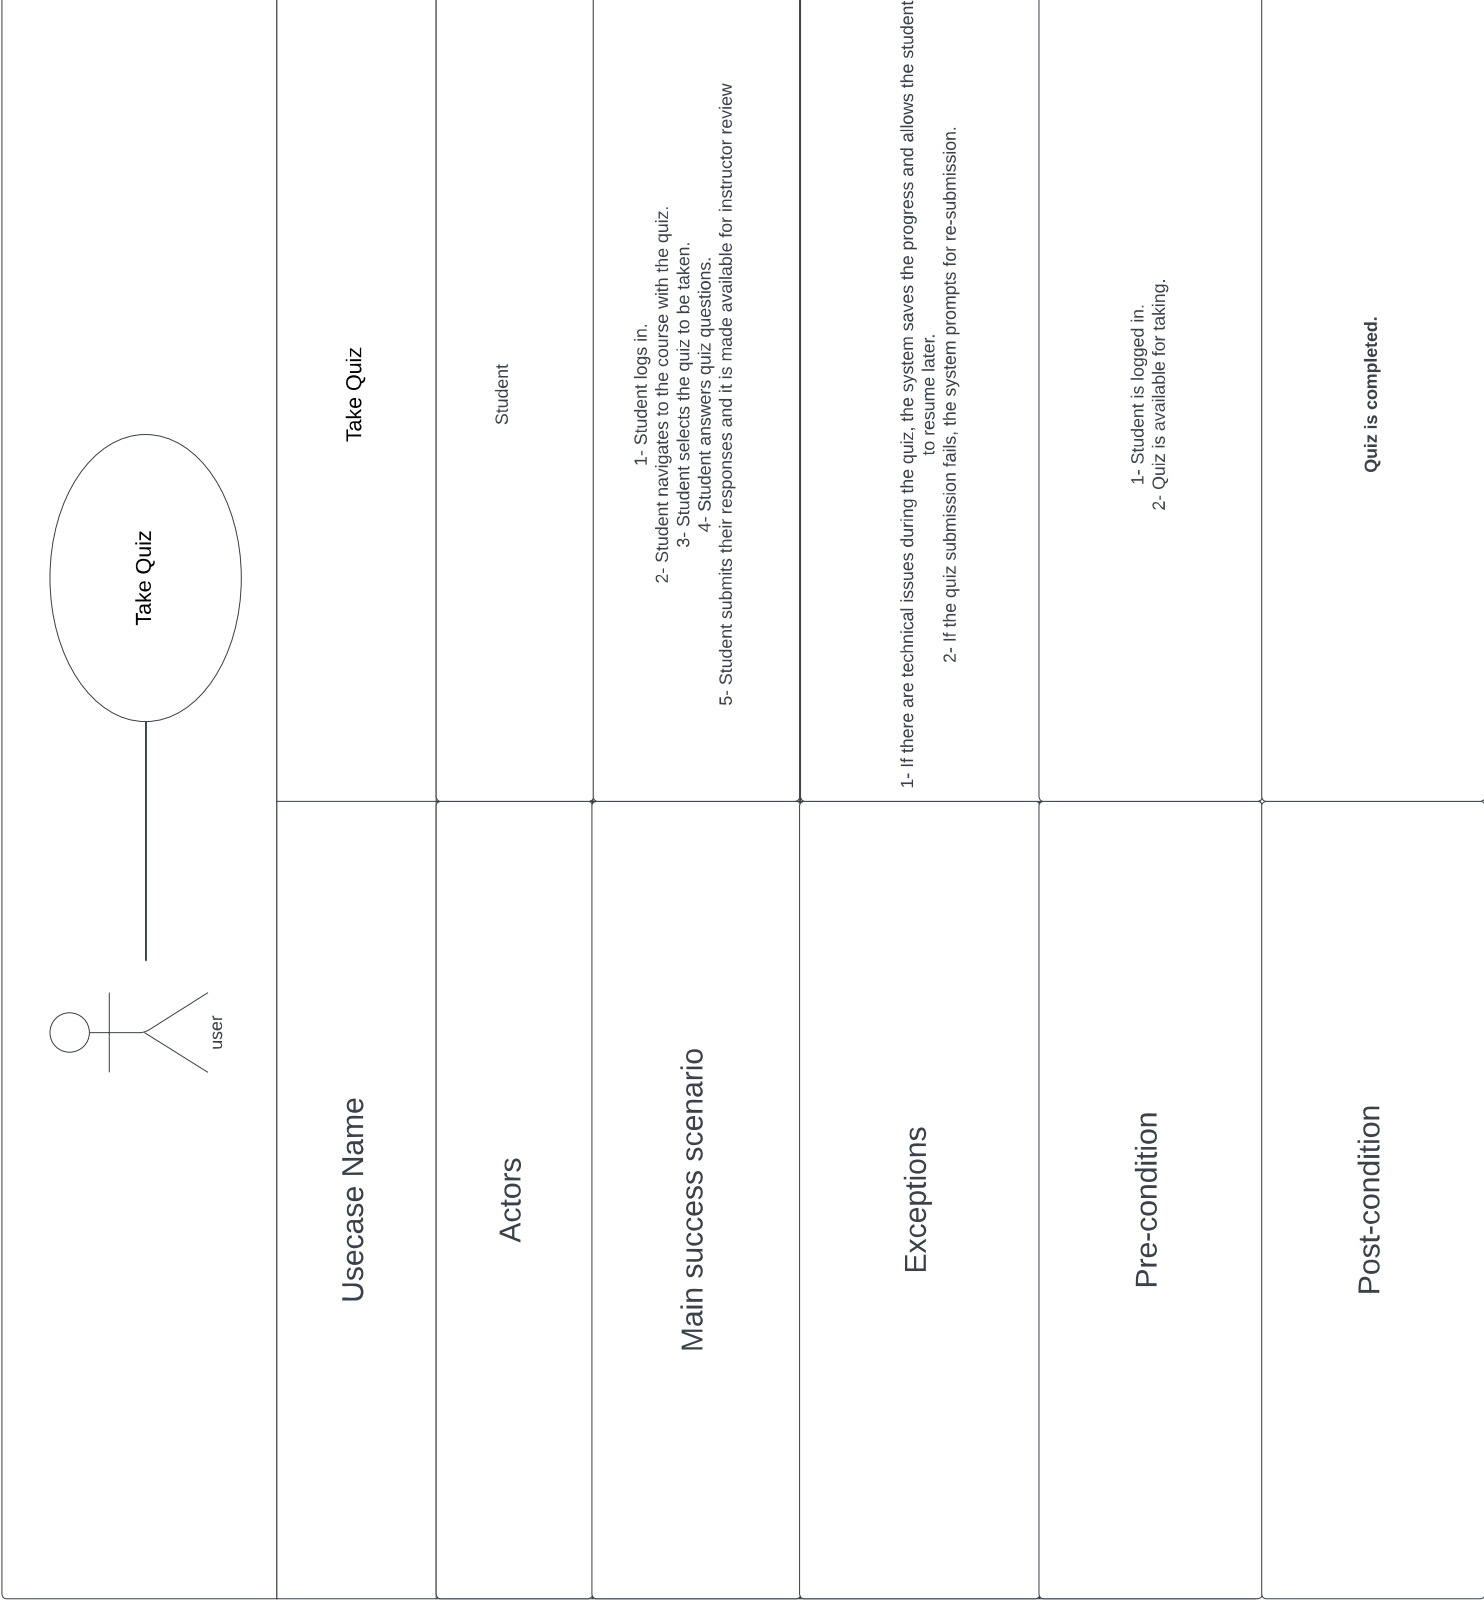 user
Take Quiz
Usecase Name
Take Quiz
Actors
Student
Main success scenario
1- Student logs in.
2- Student navigates to the course with the quiz.
3- Student selects the quiz to be taken.
4- Student answers quiz questions.
5- Student submits their responses and it is made available for instructor review
Exceptions
1- If there are technical issues during the quiz, the system saves the progress and allows the student
to resume later.
2- If the quiz submission fails, the system prompts for re-submission.
Pre-condition
1- Student is logged in.
2- Quiz is available for taking.
Post-condition
Quiz is completed.